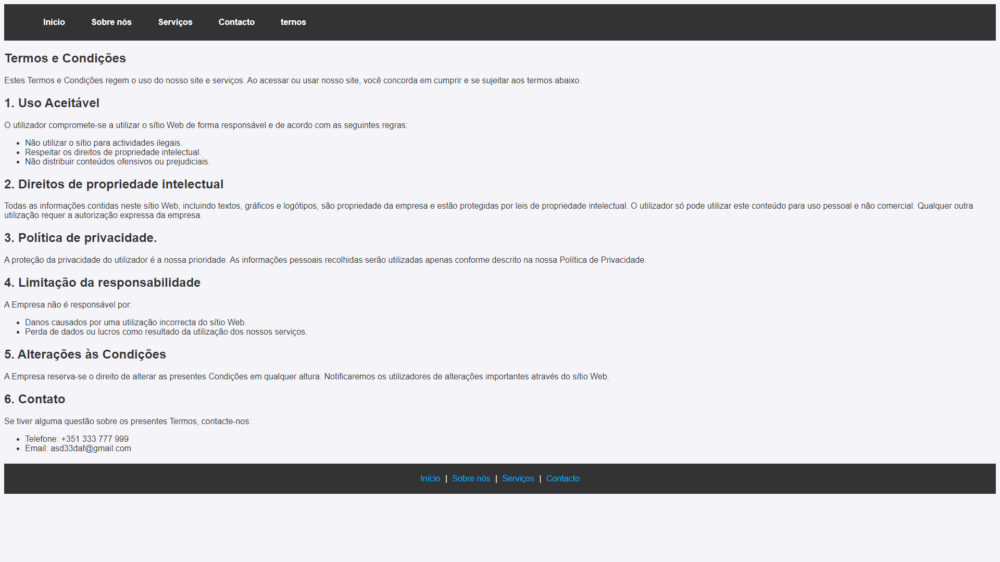 Início Sobre nós Serviços Contacto ternos
Termos e Condições
Estes Termos e Condições regem o uso do nosso site e serviços. Ao acessar ou usar nosso site, você concorda em cumprir e se sujeitar aos termos abaixo.
1. Uso Aceitável
O utilizador compromete-se a utilizar o sítio Web de forma responsável e de acordo com as seguintes regras:
• Não utilizar o sítio para actividades ilegais.
• Respeitar os direitos de propriedade intelectual.
• Não distribuir conteúdos ofensivos ou prejudiciais.
2. Direitos de propriedade intelectual
Todas as informações contidas neste sítio Web, incluindo textos, gráficos e logótipos, são propriedade da empresa e estão protegidas por leis de propriedade intelectual. O utilizador só pode utilizar este conteúdo para uso pessoal e não comercial. Qualquer outra
utilização requer a autorização expressa da empresa.
3. Política de privacidade.
A proteção da privacidade do utilizador é a nossa prioridade. As informações pessoais recolhidas serão utilizadas apenas conforme descrito na nossa Política de Privacidade.
4. Limitação da responsabilidade
A Empresa não é responsável por:
• Danos causados por uma utilização incorrecta do sítio Web.
• Perda de dados ou lucros como resultado da utilização dos nossos serviços.
5. Alterações às Condições
A Empresa reserva-se o direito de alterar as presentes Condições em qualquer altura. Notificaremos os utilizadores de alterações importantes através do sítio Web.
6. Contato
Se tiver alguma questão sobre os presentes Termos, contacte-nos:
• Telefone: +351 333 777 999
• Email: asd33daf@gmail.com
Início | Sobre nós | Serviços | Contacto